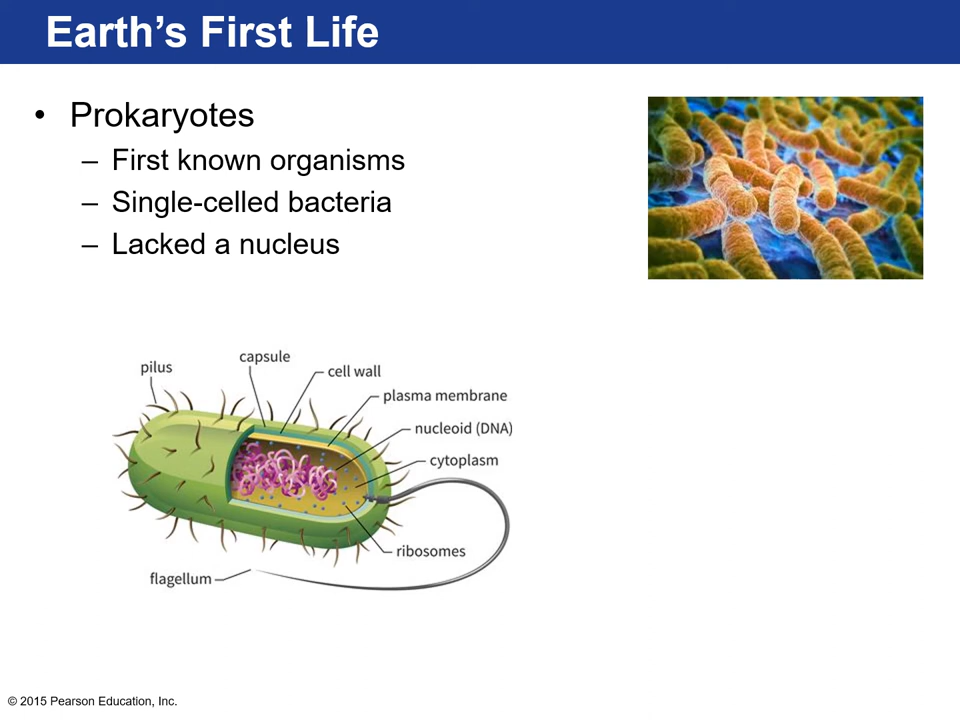 Earth’s First Life
• Prokaryotes
– First known organisms
– Single-celled bacteria
– Lacked a nucleus
capsule
pilus
cell wall
plasma membrane
nucleoid (DNA)
cytoplasm
ribosomes
flagellum
© 2015 Pearson Education, Inc.